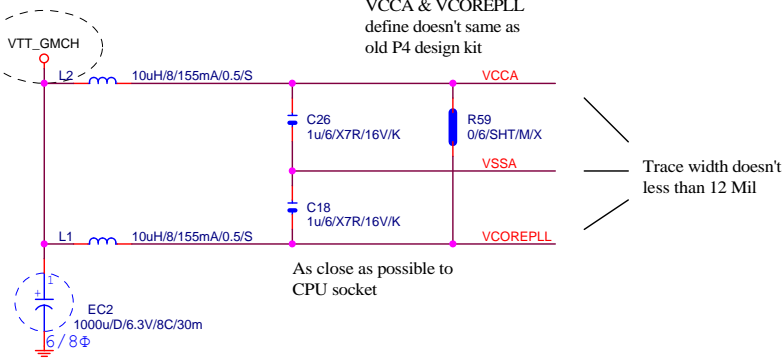 VCCA & VCOREPLL
define doesn't same as
old P4 design kit
VTT_GMCH
L2
10uH/8/155mA/0.5/S
VCCA
C26
1u/6/X7R/16V/K
R59
0/6/SHT/M/X
VSSA
Trace width doesn't
less than 12 Mil
C18
1u/6/X7R/16V/K
L1
10uH/8/155mA/0.5/S
VCOREPLL
As close as possible to
CPU socket
1
+
EC2
1000u/D/6.3V/8C/30m
6/8Φ